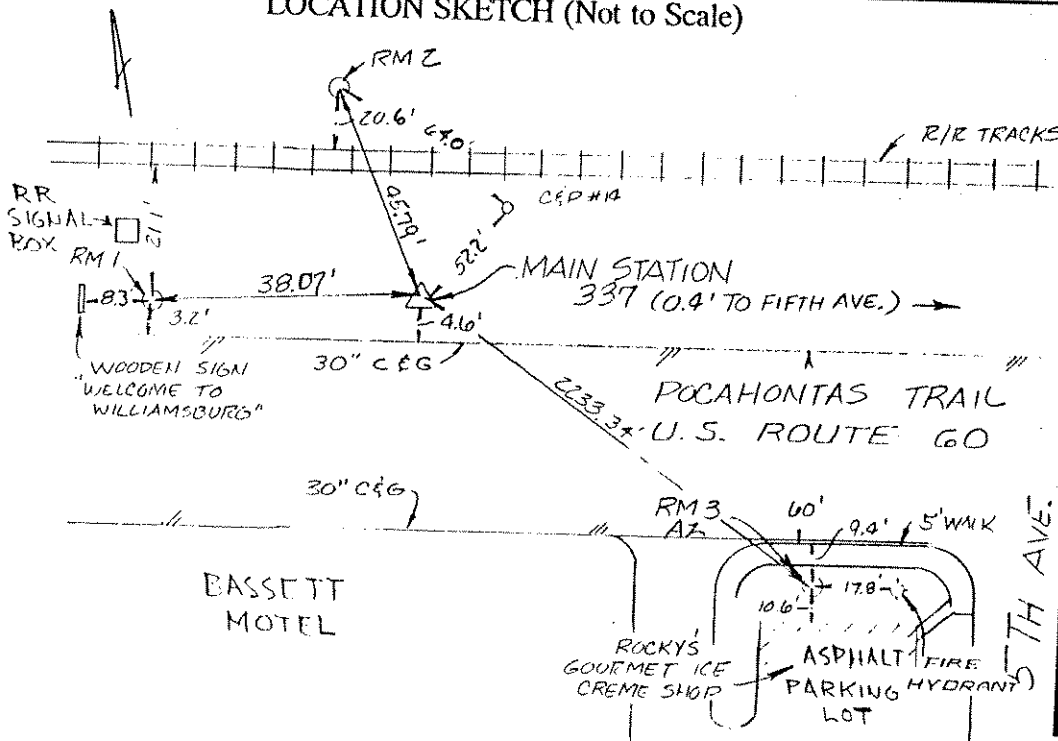 LOCATION SKETCH (Not to Scale)
RM 2
20.6'
64.0'
R/R TRACKS
RR
SIGNAL
BOX
21.2'
C&P #14
45.79'
52.2'
RM 1
8.3
38.07'
3.2'
MAIN STATION
337 (0.4' TO FIFTH AVE.)
4.6'
30" C & G
WOODEN SIGN
"WELCOME TO
WILLIAMSBURG"
2233.34
POCAHONTAS TRAIL
U.S. ROUTE 60
30" C&G
RM 3
AZ
60'
9.4'
5' WALK
BASSETT
MOTEL
17.8'
10.6'
ROCKY'S
GOURMET ICE
CREME SHOP
ASPHALT
PARKING
LOT
FIRE
HYDRANT
5TH AVE.